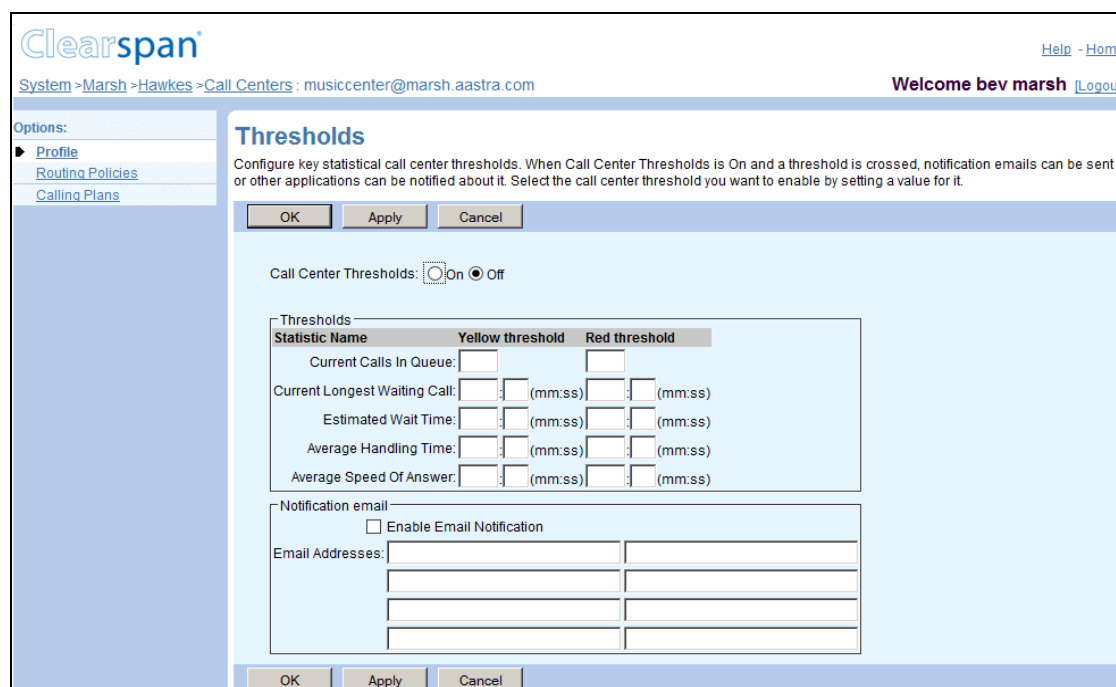 Clearspan
Help - Hom
System >Marsh >Hawkes >Call Centers : musiccenter@marsh.aastra.com
Welcome bev marsh [Logou
Options:
Profile
Routing Policies
Calling Plans
Thresholds
Configure key statistical call center thresholds. When Call Center Thresholds is On and a threshold is crossed, notification emails can be sent
or other applications can be notified about it. Select the call center threshold you want to enable by setting a value for it.
OK Apply Cancel
Call Center Thresholds: On Off
Thresholds
Statistic Name Yellow threshold Red threshold
Current Calls In Queue:
Current Longest Waiting Call: : (mm:ss) : (mm:ss)
Estimated Wait Time: : (mm:ss) : (mm:ss)
Average Handling Time: : (mm:ss) : (mm:ss)
Average Speed Of Answer: : (mm:ss) : (mm:ss)
Notification email
Enable Email Notification
Email Addresses:
OK Apply Cancel